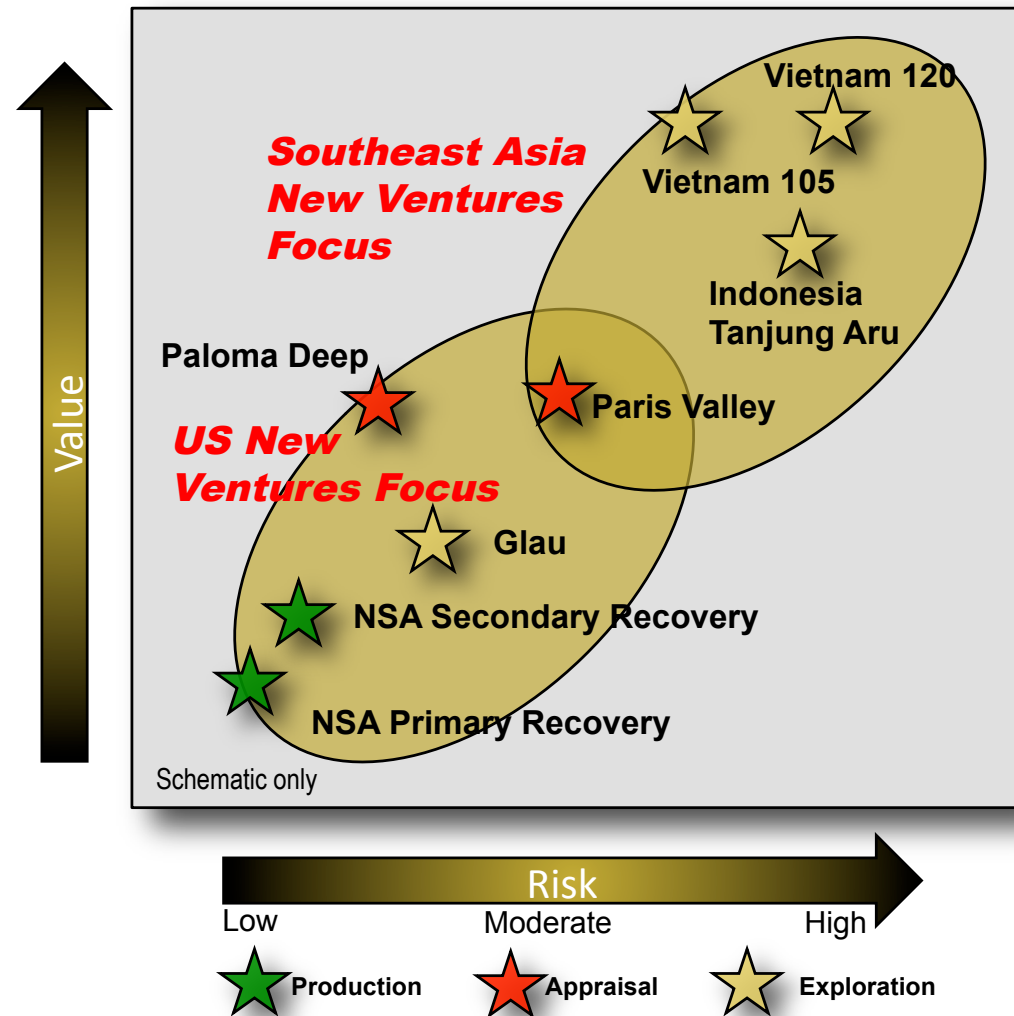 Vietnam 120
Southeast Asia
New Ventures
Focus
Vietnam 105
Indonesia
Tanjung Aru
Paloma Deep
Paris Valley
US New
Ventures Focus
Glau
NSA Secondary Recovery
NSA Primary Recovery
Schematic only
Value
Risk
Low Moderate High
Production Appraisal Exploration